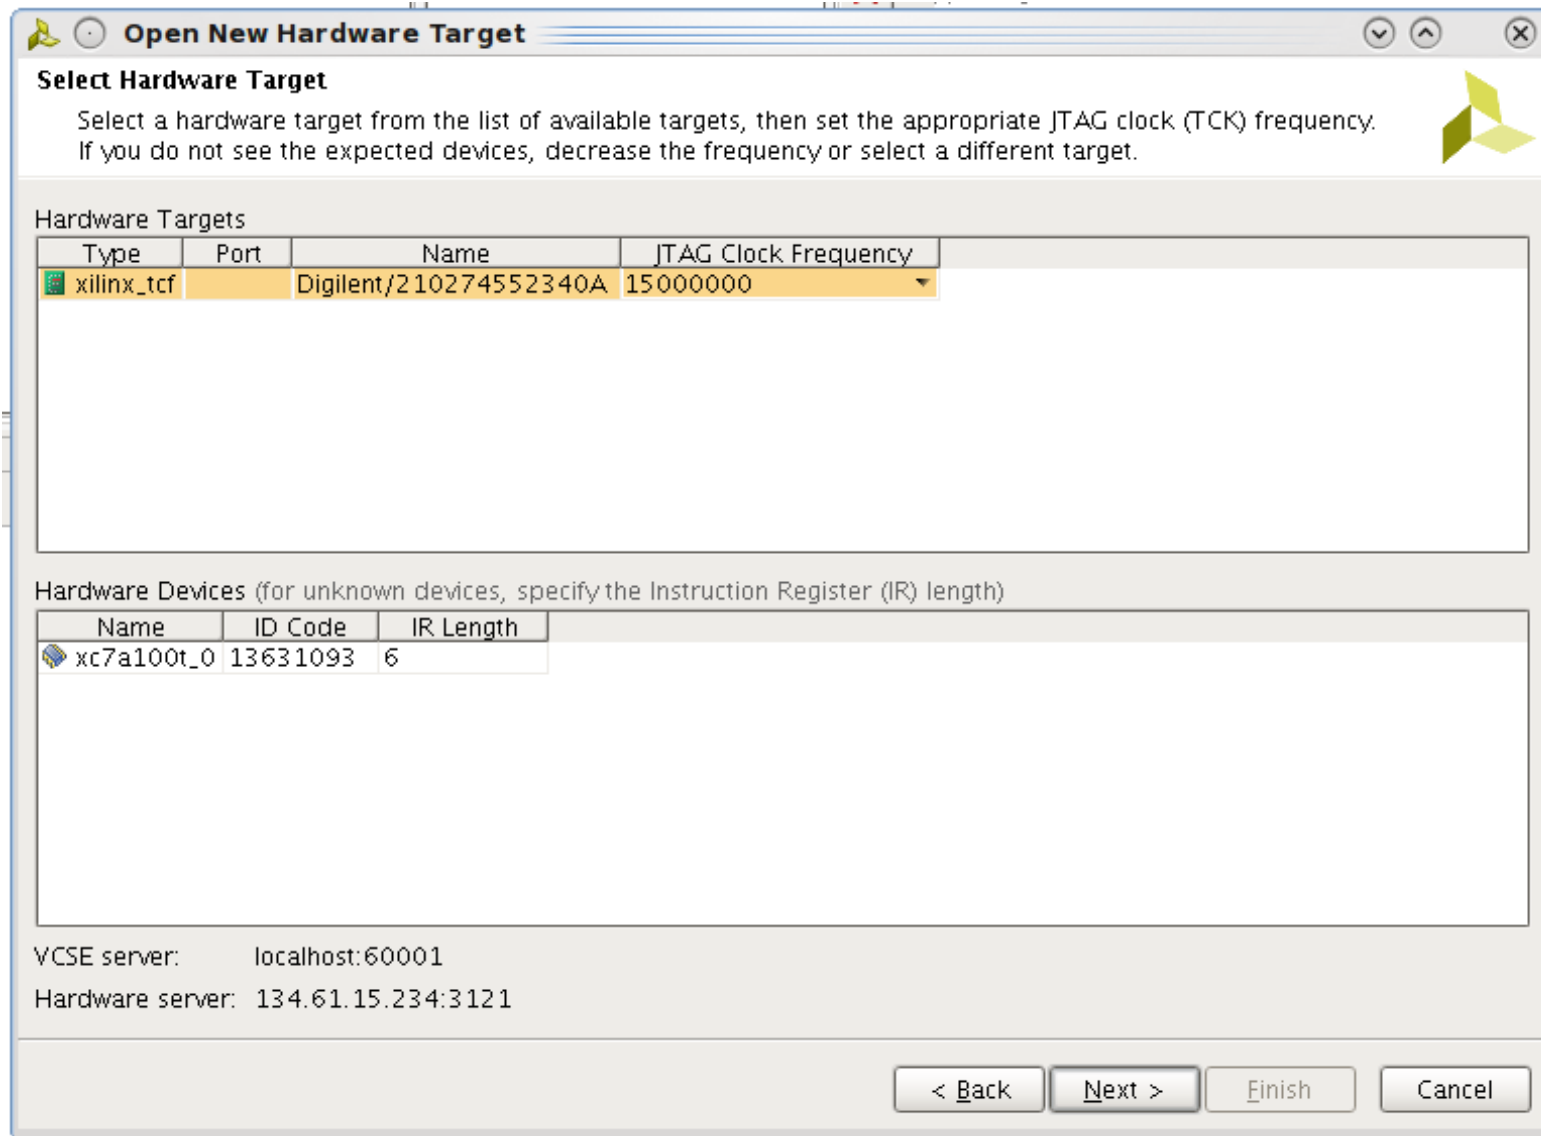 Open New Hardware Target
Select Hardware Target
Select a hardware target from the list of available targets, then set the appropriate JTAG clock (TCK) frequency.
If you do not see the expected devices, decrease the frequency or select a different target.
Hardware Targets
Type Port Name JTAG Clock Frequency
xilinx_tcf Digilent/210274552340A 15000000
Hardware Devices (for unknown devices, specify the Instruction Register (IR) length)
Name ID Code IR Length
xc7a100t_0 13631093 6
VCSE server: localhost:60001
Hardware server: 134.61.15.234:3121
< Back Next > Finish Cancel